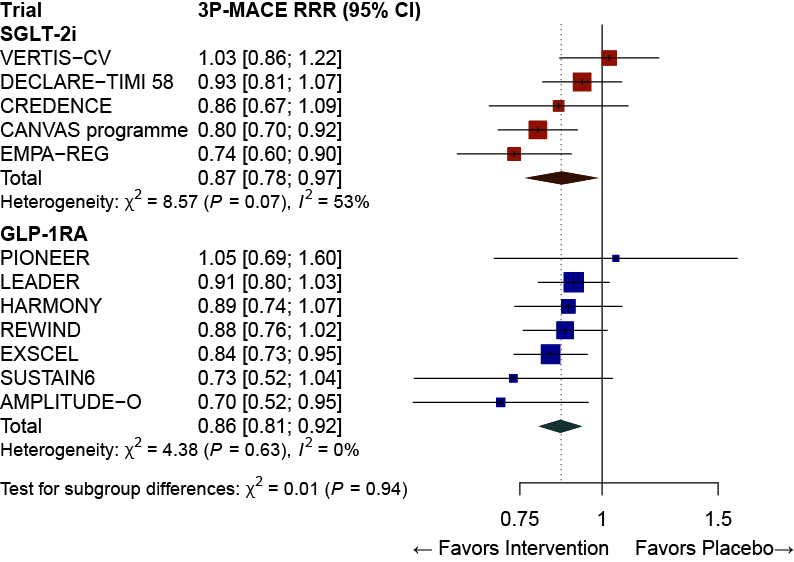 Trial 3P-MACE RRR (95% CI)
SGLT-2i
VERTIS−CV 1.03 [0.86; 1.22]
DECLARE-TIMI 58 0.93 [0.81; 1.07]
CREDENCE 0.86 [0.67; 1.09]
CANVAS programme 0.80 [0.70; 0.92]
EMPA−REG 0.74 [0.60; 0.90]
Total 0.87 [0.78; 0.97]
Heterogeneity: χ² = 8.57 (P = 0.07), I² = 53%
GLP-1RA
PIONEER 1.05 [0.69; 1.60]
LEADER 0.91 [0.80; 1.03]
HARMONY 0.89 [0.74; 1.07]
REWIND 0.88 [0.76; 1.02]
EXSCEL 0.84 [0.73; 0.95]
SUSTAIN6 0.73 [0.52; 1.04]
AMPLITUDE−O 0.70 [0.52; 0.95]
Total 0.86 [0.81; 0.92]
Heterogeneity: χ² = 4.38 (P = 0.63), I² = 0%
Test for subgroup differences: χ² = 0.01 (P = 0.94)
0.75 1 1.5
← Favors Intervention Favors Placebo→